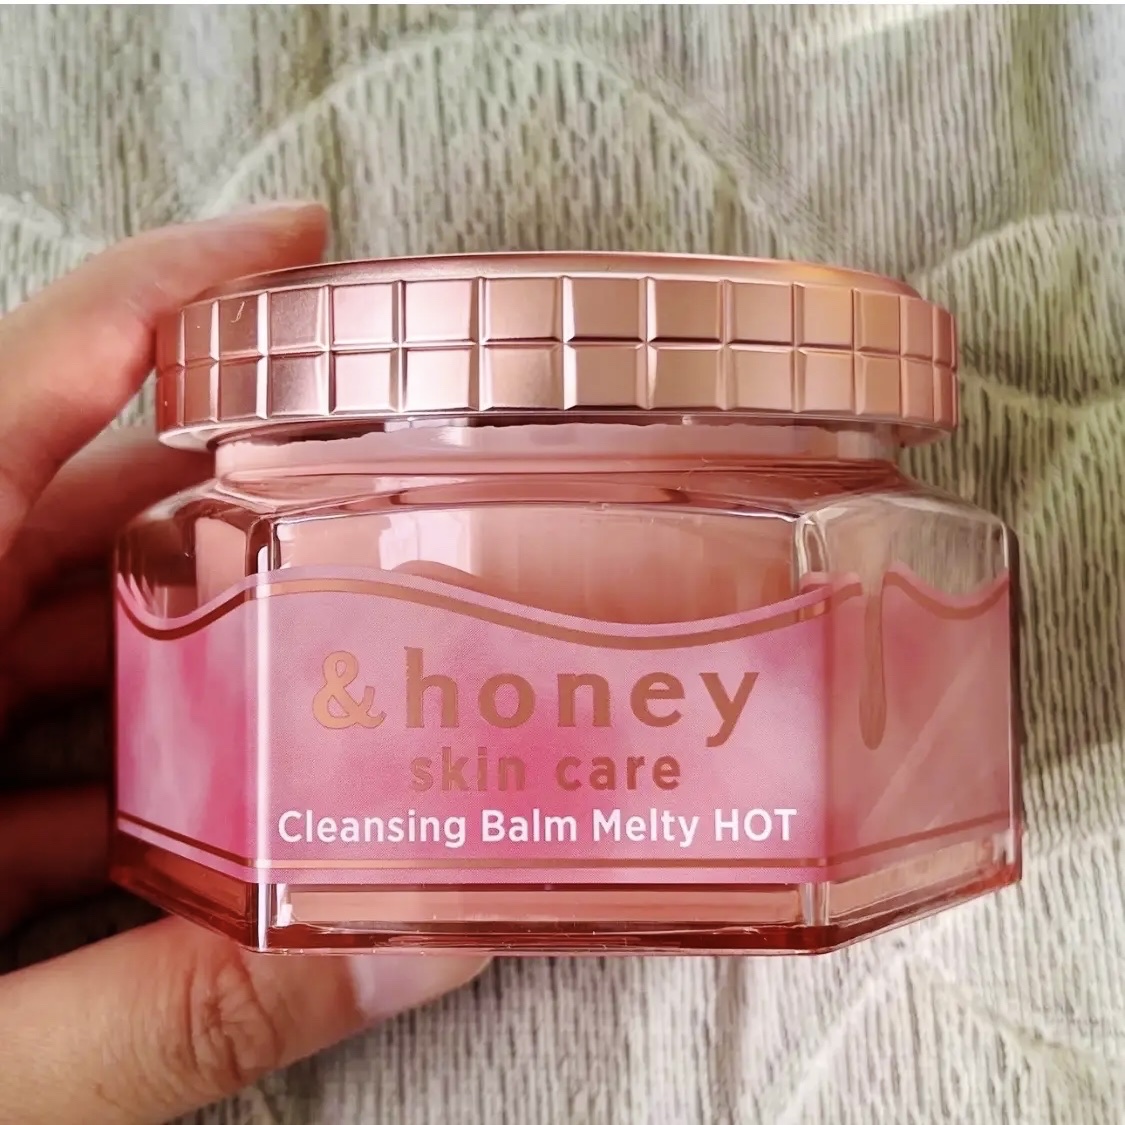 &honey
skin care
Cleansing Balm Melty HOT